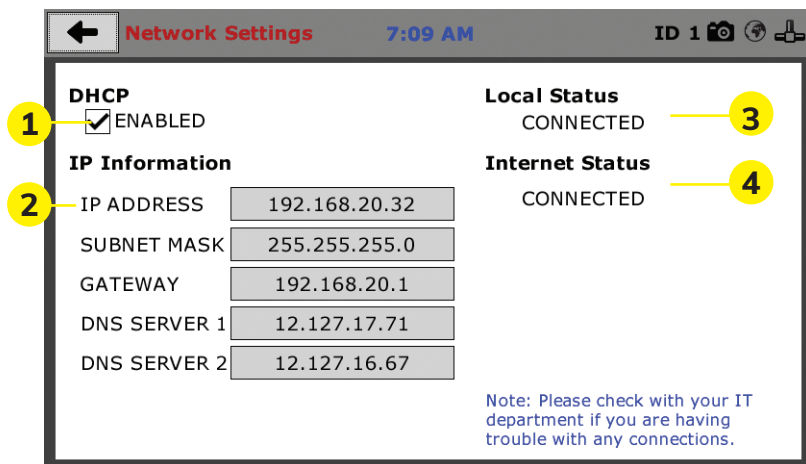 Network Settings 7:09 AM ID 1
DHCP
1 ENABLED
IP Information
2 IP ADDRESS 192.168.20.32
SUBNET MASK 255.255.255.0
GATEWAY 192.168.20.1
DNS SERVER 1 12.127.17.71
DNS SERVER 2 12.127.16.67
Local Status
CONNECTED 3
Internet Status
CONNECTED 4
Note: Please check with your IT
department if you are having
trouble with any connections.